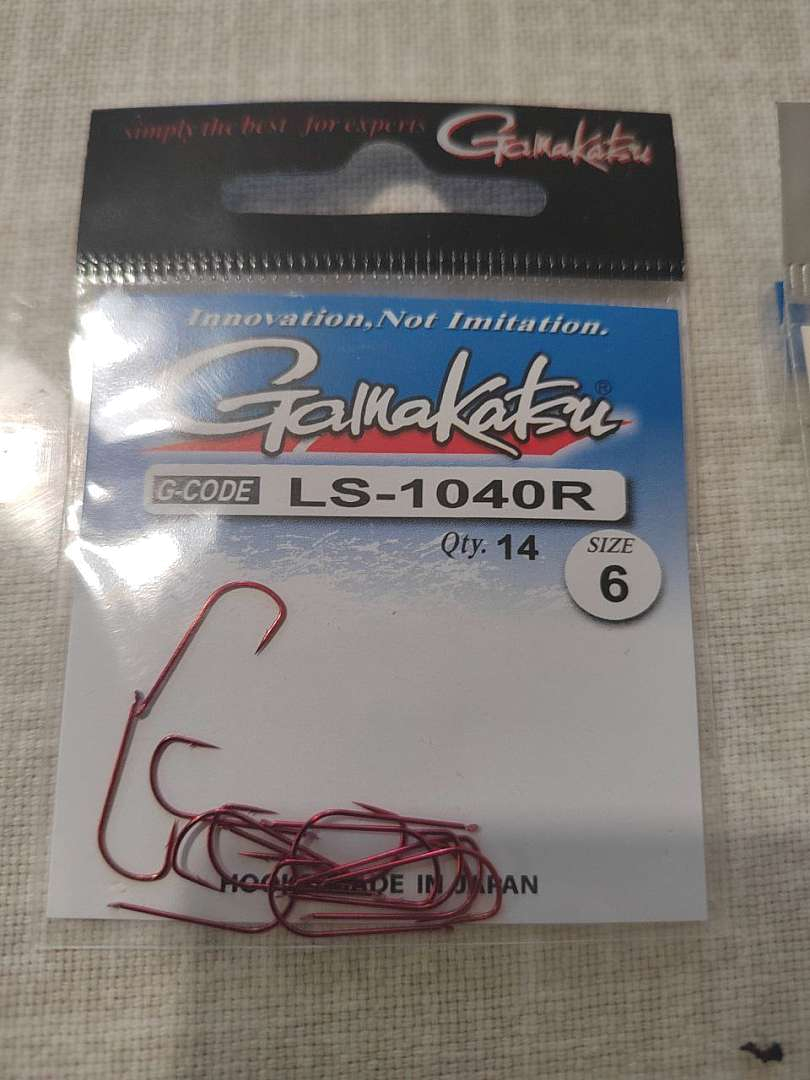 simply the best for experts Gamakatsu
Innovation, Not Imitation.
Gamakatsu®
G-CODE LS-1040R
Qty. 14
SIZE
6
MADE IN JAPAN